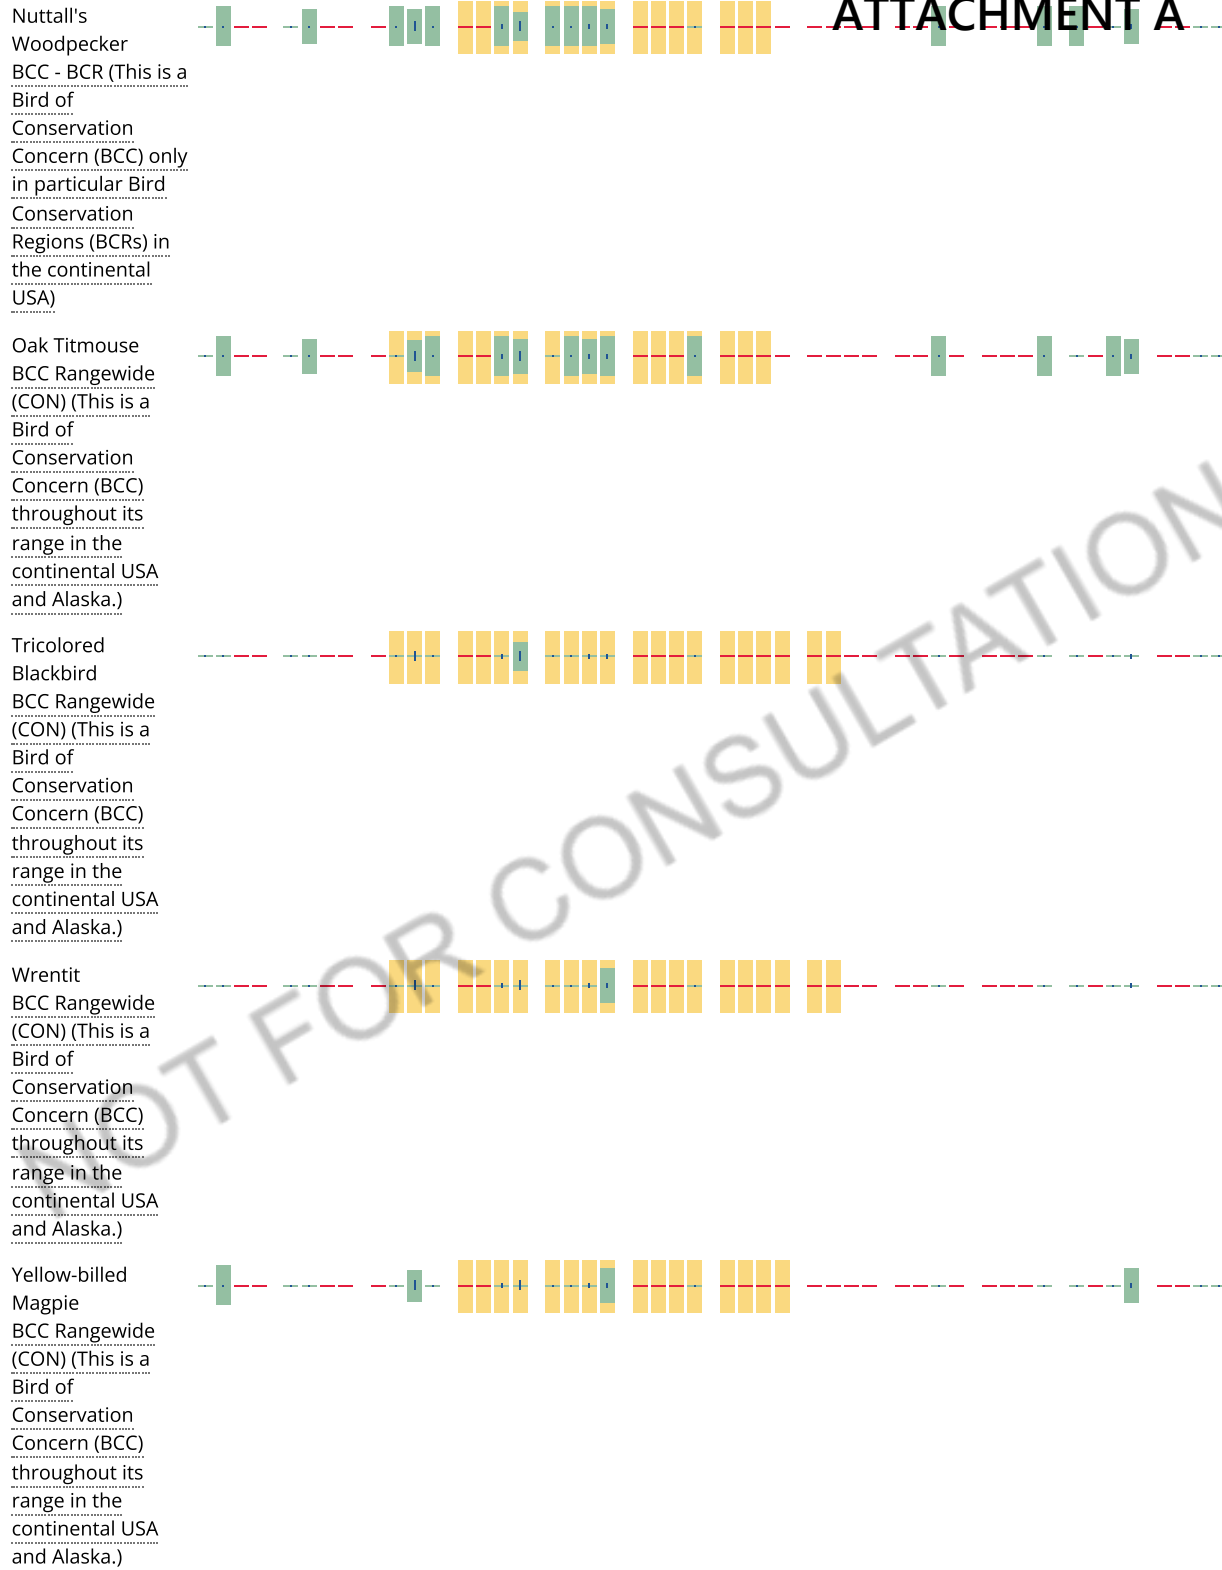 ATTACHMENT A
Nuttall's
Woodpecker
BCC - BCR (This is a
Bird of
Conservation
Concern (BCC) only
in particular Bird
Conservation
Regions (BCRs) in
the continental
USA)
Oak Titmouse
BCC Rangewide
(CON) (This is a
Bird of
Conservation
Concern (BCC)
throughout its
range in the
continental USA
and Alaska.)
Tricolored
Blackbird
BCC Rangewide
(CON) (This is a
Bird of
Conservation
Concern (BCC)
throughout its
range in the
continental USA
and Alaska.)
Wrentit
BCC Rangewide
(CON) (This is a
Bird of
Conservation
Concern (BCC)
throughout its
range in the
continental USA
and Alaska.)
Yellow-billed
Magpie
BCC Rangewide
(CON) (This is a
Bird of
Conservation
Concern (BCC)
throughout its
range in the
continental USA
and Alaska.)
NOT FOR CONSULTATION